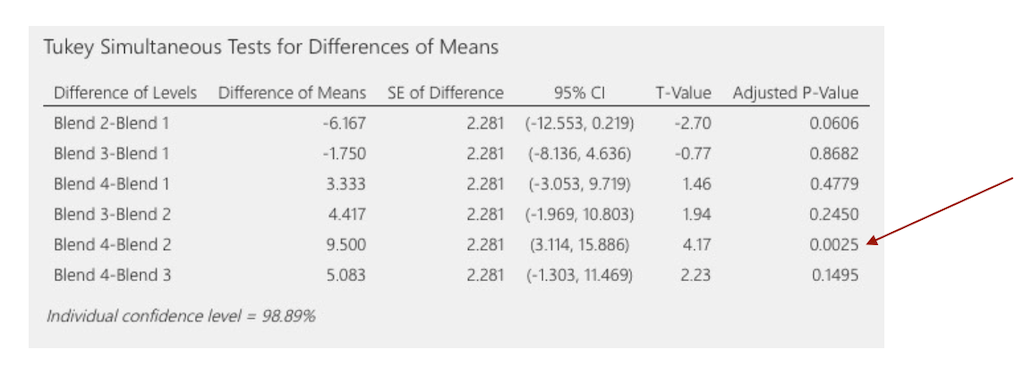 Tukey Simultaneous Tests for Differences of Means
Difference of Levels Difference of Means SE of Difference 95% CI T-Value Adjusted P-Value
Blend 2-Blend 1 -6.167 2.281 (-12.553, 0.219) -2.70 0.0606
Blend 3-Blend 1 -1.750 2.281 (-8.136, 4.636) -0.77 0.8682
Blend 4-Blend 1 3.333 2.281 (-3.053, 9.719) 1.46 0.4779
Blend 3-Blend 2 4.417 2.281 (-1.969, 10.803) 1.94 0.2450
Blend 4-Blend 2 9.500 2.281 (3.114, 15.886) 4.17 0.0025
Blend 4-Blend 3 5.083 2.281 (-1.303, 11.469) 2.23 0.1495
Individual confidence level = 98.89%